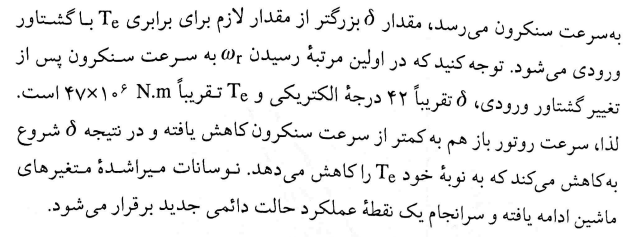 به‌سرعت سنکرون می‌رسد، مقدار δ بزرگتر از مقدار لازم برای برابری Te با گشتاور
ورودی می‌شود. توجه کنید که در اولین مرتبهٔ رسیدن ωr به سرعت سنکرون پس از
تغییر گشتاور ورودی، δ تقریباً ۴۲ درجهٔ الکتریکی و Te تقریباً ۴۷×۱۰⁶ N.m است.
لذا، سرعت روتور باز هم به کمتر از سرعت سنکرون کاهش یافته و در نتیجه δ شروع
به‌کاهش می‌کند که به نوبهٔ خود Te را کاهش می‌دهد. نوسانات میراشدهٔ متغیرهای
ماشین ادامه یافته و سرانجام یک نقطهٔ عملکرد حالت دائمی جدید برقرار می‌شود.